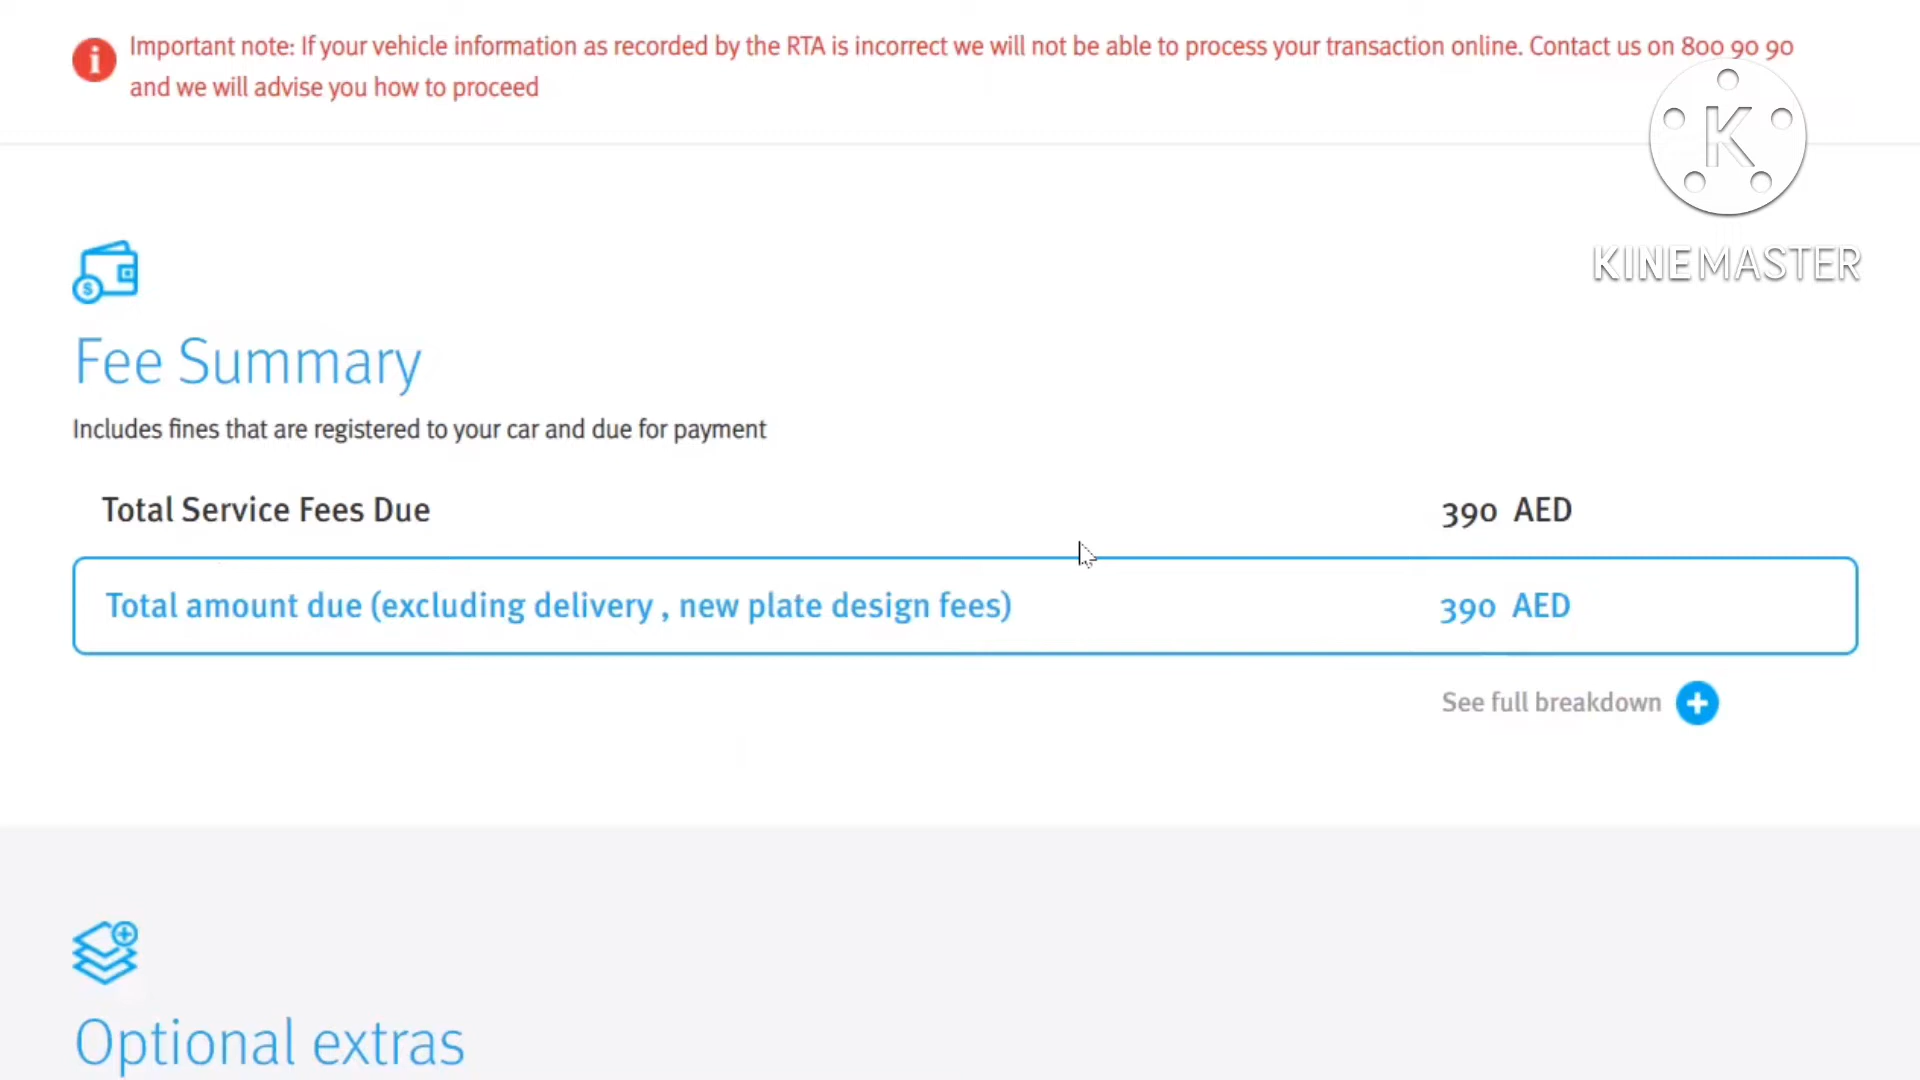 Important note: If your vehicle information as recorded by the RTA is incorrect we will not be able to process your transaction online. Contact us on 800 90 90
and we will advise you how to proceed
K
KINEMASTER
Fee Summary
Includes fines that are registered to your car and due for payment
Total Service Fees Due 390 AED
Total amount due (excluding delivery , new plate design fees) 390 AED
See full breakdown
Optional extras